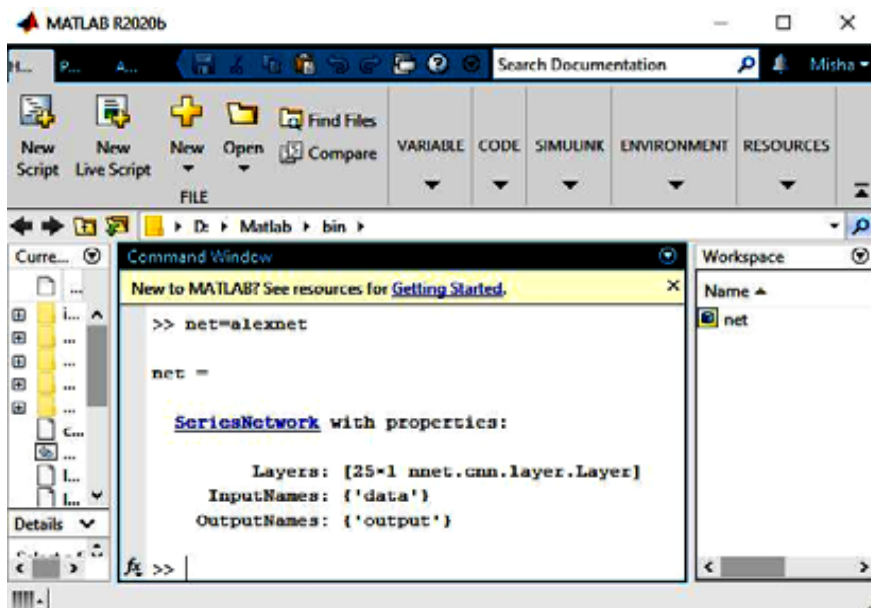 MATLAB R2020b
H... P... A... Search Documentation Misha
New Script
New Live Script
New
Open
Find Files
Compare
FILE
VARIABLE CODE SIMULINK ENVIRONMENT RESOURCES
D: Matlab bin
Curre...
Command Window
Workspace
New to MATLAB? See resources for Getting Started.
Name
net
...
i...
...
...
...
...
c...
...
l...
l...
>> net=alexnet
net =
SeriesNetwork with properties:
Layers: [25×1 nnet.cnn.layer.Layer]
InputNames: {'data'}
OutputNames: {'output'}
Details
fx >>